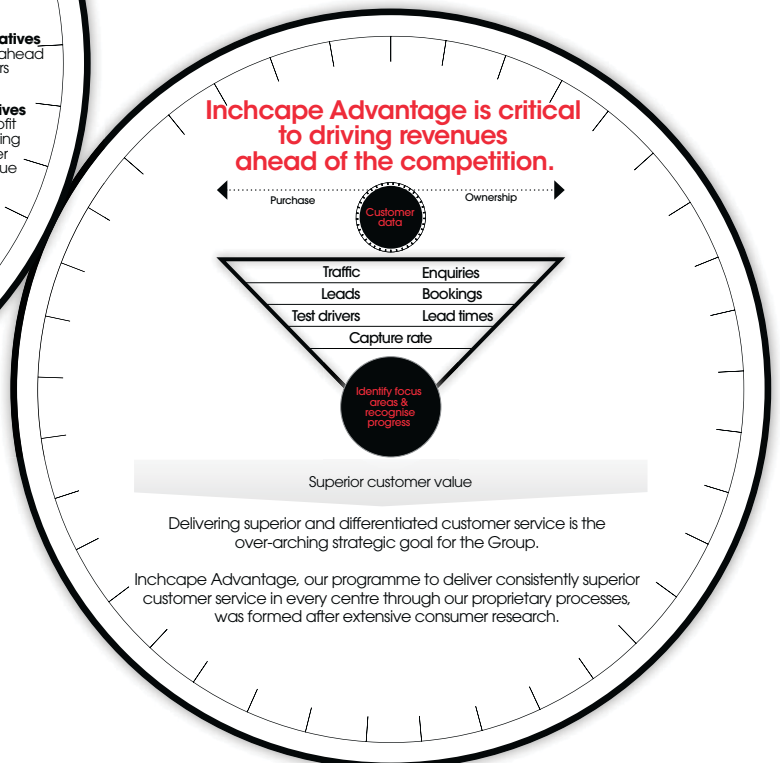 atives
ahead
rs
ives
ofit
ing
er
ue
Inchcape Advantage is critical
to driving revenues
ahead of the competition.
Purchase
Ownership
Customer
data
Traffic Enquiries
Leads Bookings
Test drivers Lead times
Capture rate
Identify focus
areas &
recognise
progress
Superior customer value
Delivering superior and differentiated customer service is the
over-arching strategic goal for the Group.
Inchcape Advantage, our programme to deliver consistently superior
customer service in every centre through our proprietary processes,
was formed after extensive consumer research.